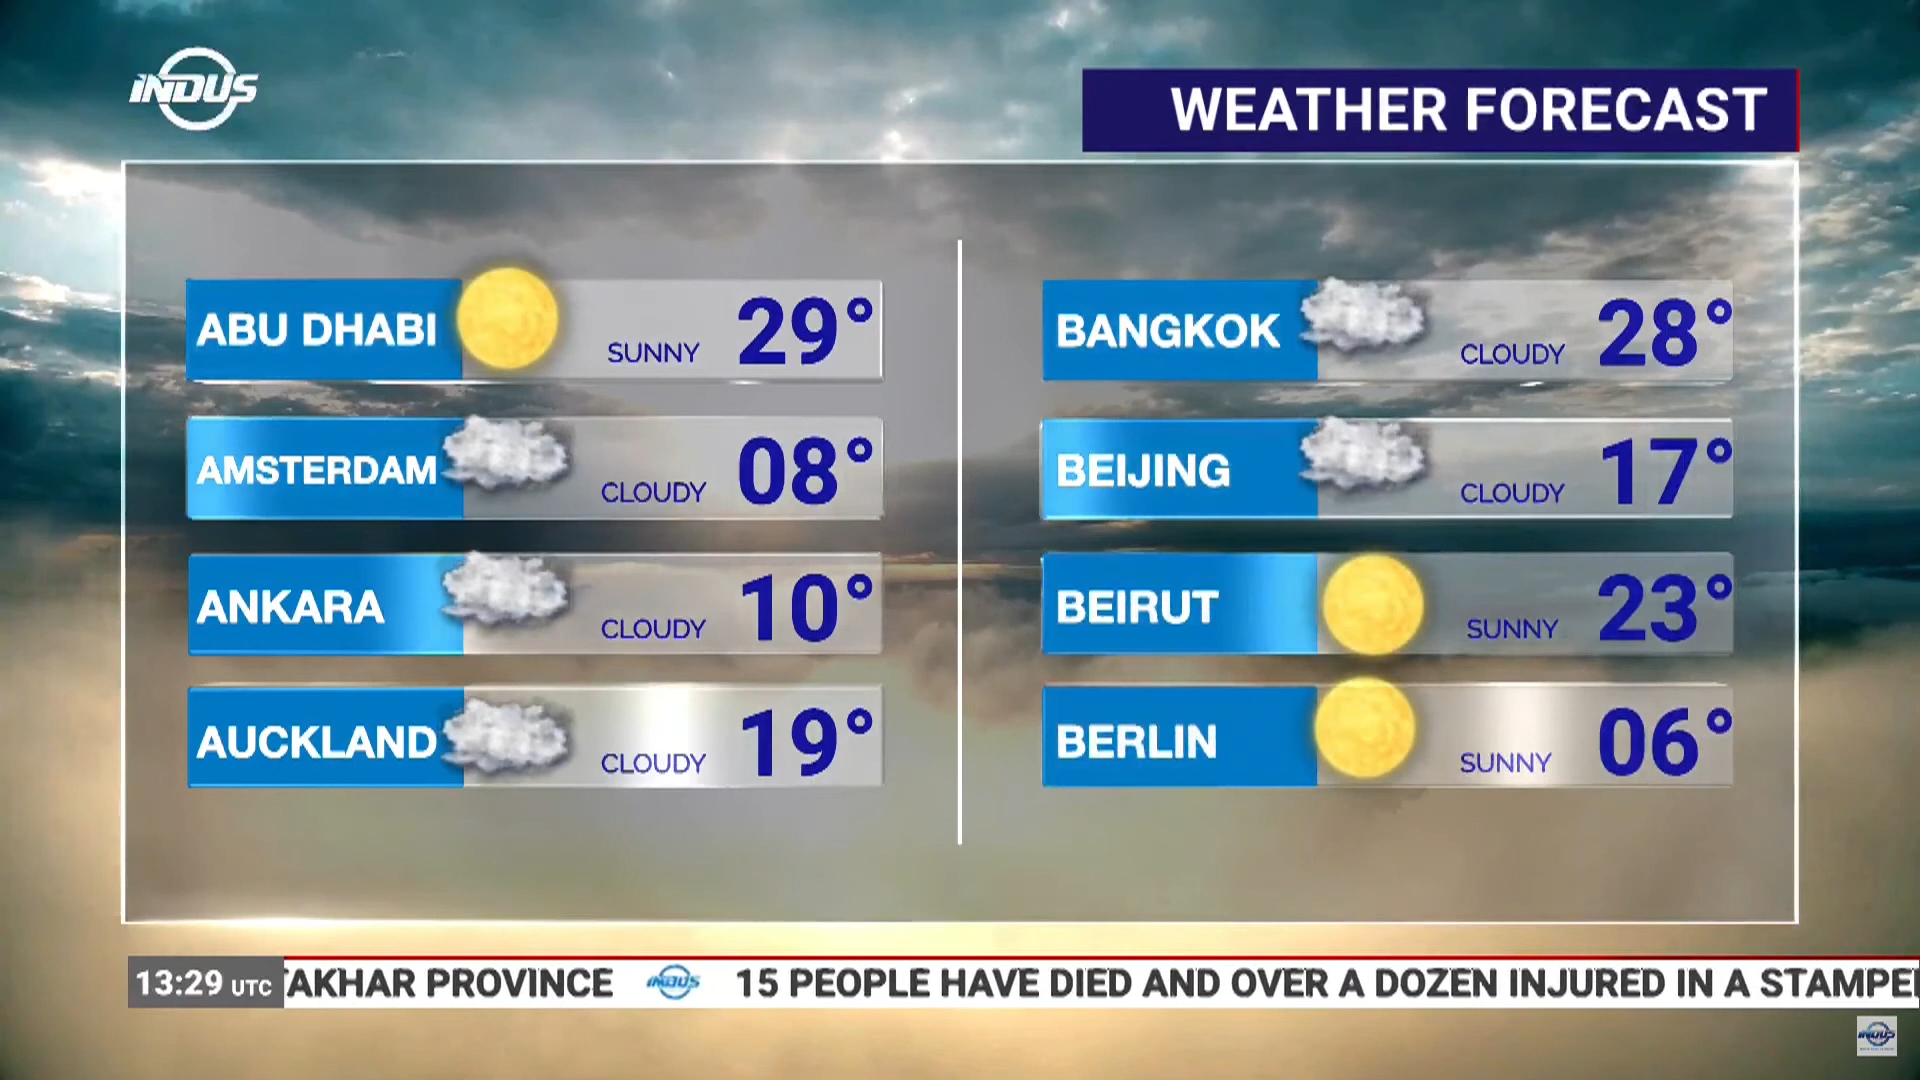 INDUS
WEATHER FORECAST
ABU DHABI SUNNY 29°
AMSTERDAM CLOUDY 08°
ANKARA CLOUDY 10°
AUCKLAND CLOUDY 19°
BANGKOK CLOUDY 28°
BEIJING CLOUDY 17°
BEIRUT SUNNY 23°
BERLIN SUNNY 06°
13:29 UTC
TAKHAR PROVINCE INDUS 15 PEOPLE HAVE DIED AND OVER A DOZEN INJURED IN A STAMPE
INDUS